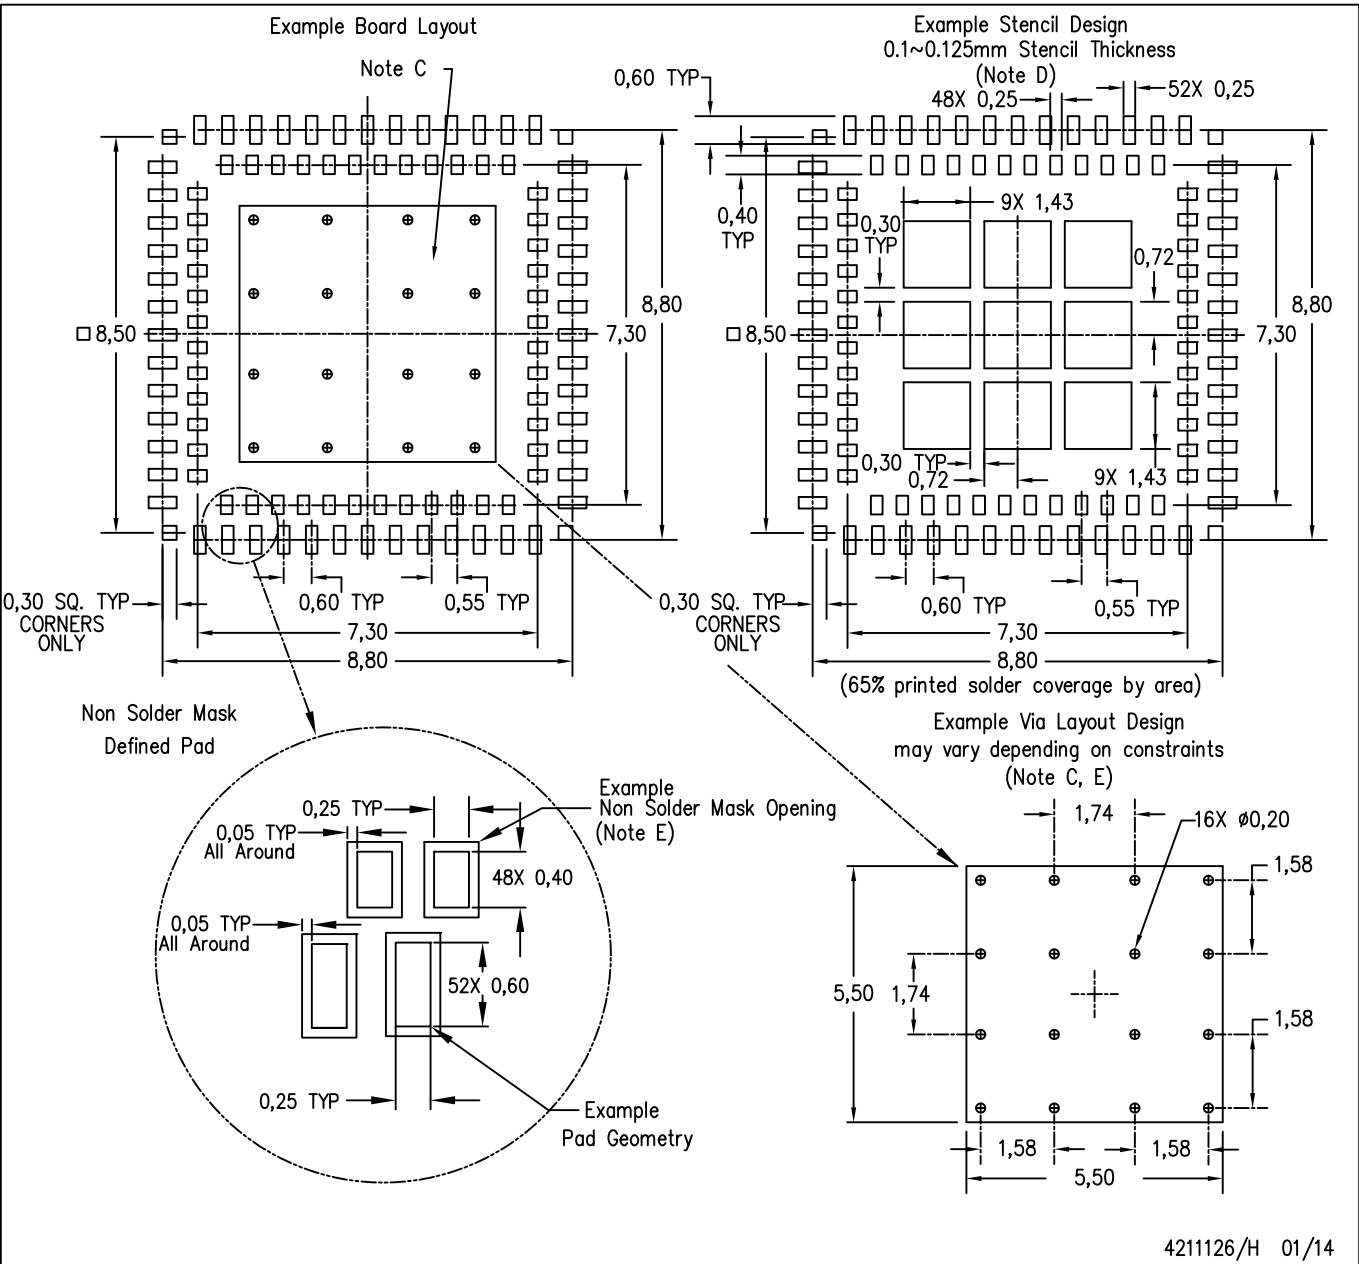 Example Board Layout
Note C
□ 8,50
7,30
8,80
0,30 SQ. TYP
CORNERS
ONLY
0,60 TYP
0,55 TYP
7,30
8,80
Example Stencil Design
0.1~0.125mm Stencil Thickness
(Note D)
0,60 TYP
48X 0,25
52X 0,25
0,40
TYP
0,30
TYP
9X 1,43
0,72
8,80
□ 8,50
7,30
0,30 TYP
0,72
9X 1,43
0,30 SQ. TYP
CORNERS
ONLY
0,60 TYP
0,55 TYP
7,30
8,80
(65% printed solder coverage by area)
Non Solder Mask
Defined Pad
0,25 TYP
Example
Non Solder Mask Opening
(Note E)
0,05 TYP
All Around
48X 0,40
0,05 TYP
All Around
52X 0,60
0,25 TYP
Example
Pad Geometry
Example Via Layout Design
may vary depending on constraints
(Note C, E)
1,74
16X ø0,20
1,58
5,50
1,74
1,58
1,58
1,58
5,50
4211126/H 01/14